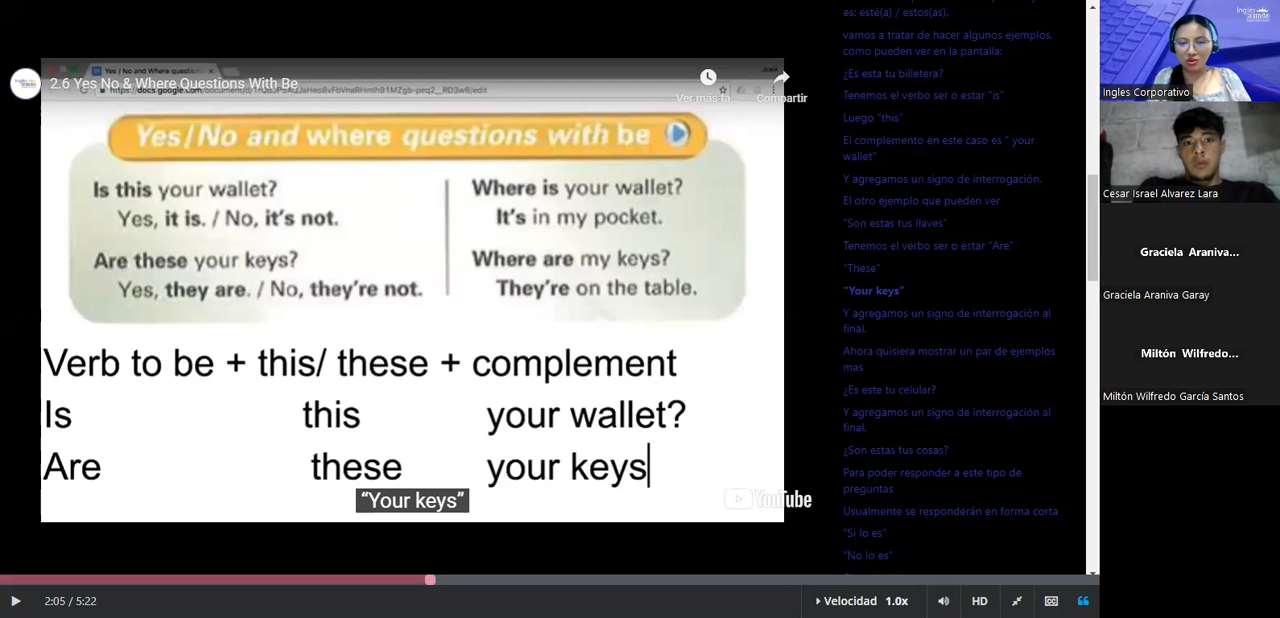 2.6 Yes No & Where Questions With Be
Ver más ta...
Compartir
Yes/No and where questions with be
Is this your wallet?
Yes, it is. / No, it's not.
Are these your keys?
Yes, they are. / No, they're not.
Where is your wallet?
It's in my pocket.
Where are my keys?
They're on the table.
Verb to be + this/ these + complement
Is this your wallet?
Are these your keys
"Your keys"
YouTube
2:05 / 5:22
Velocidad 1.0x
HD
es: esté(a) / estos(as).
vamos a tratar de hacer algunos ejemplos,
como pueden ver en la pantalla:
¿Es esta tu billetera?
Tenemos el verbo ser o estar "is"
Luego "this"
El complemento en este caso es " your
wallet"
Y agregamos un signo de interrogación.
El otro ejemplo que pueden ver
"Son estas tus llaves"
Tenemos el verbo ser o estar "Are"
"These"
"Your keys"
Y agregamos un signo de interrogación al
final.
Ahora quisiera mostrar un par de ejemplos
mas
¿Es este tu celular?
Y agregamos un signo de interrogación al
final.
¿Son estas tus cosas?
Para poder responder a este tipo de
preguntas
Usualmente se responderán en forma corta
"Si lo es"
"No lo es"
Ingles Corporativo
Cesar Israel Alvarez Lara
Graciela Araniva...
Graciela Araniva Garay
Miltón Wilfredo...
Miltón Wilfredo García Santos